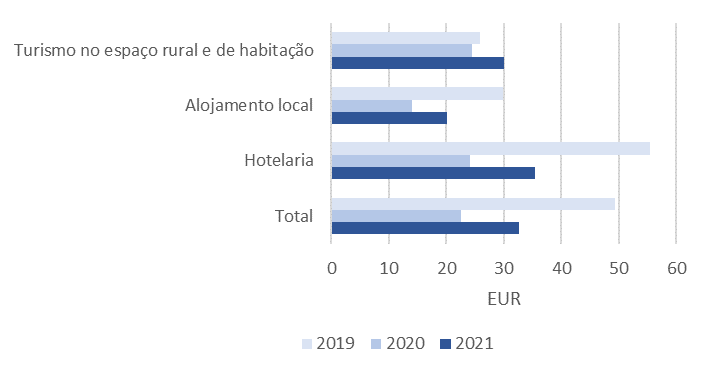 Turismo no espaço rural e de habitação
Alojamento local
Hotelaria
Total
0 10 20 30 40 50 60
EUR
2019 2020 2021